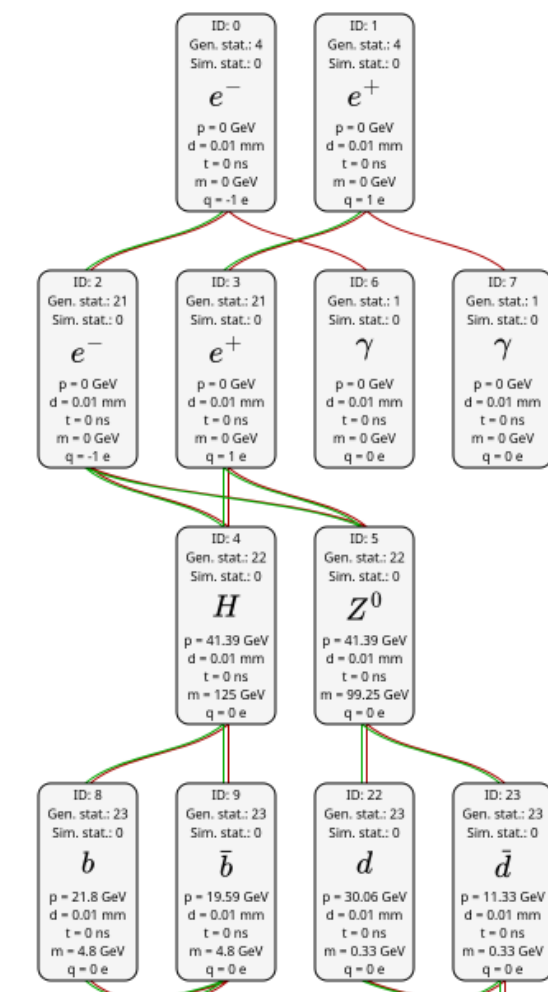 ID: 0
Gen. stat.: 4
Sim. stat.: 0
e⁻
p = 0 GeV
d = 0.01 mm
t = 0 ns
m = 0 GeV
q = -1 e
ID: 1
Gen. stat.: 4
Sim. stat.: 0
e⁺
p = 0 GeV
d = 0.01 mm
t = 0 ns
m = 0 GeV
q = 1 e
ID: 2
Gen. stat.: 21
Sim. stat.: 0
e⁻
p = 0 GeV
d = 0.01 mm
t = 0 ns
m = 0 GeV
q = -1 e
ID: 3
Gen. stat.: 21
Sim. stat.: 0
e⁺
p = 0 GeV
d = 0.01 mm
t = 0 ns
m = 0 GeV
q = 1 e
ID: 6
Gen. stat.: 1
Sim. stat.: 0
γ
p = 0 GeV
d = 0.01 mm
t = 0 ns
m = 0 GeV
q = 0 e
ID: 7
Gen. stat.: 1
Sim. stat.: 0
γ
p = 0 GeV
d = 0.01 mm
t = 0 ns
m = 0 GeV
q = 0 e
ID: 4
Gen. stat.: 22
Sim. stat.: 0
H
p = 41.39 GeV
d = 0.01 mm
t = 0 ns
m = 125 GeV
q = 0 e
ID: 5
Gen. stat.: 22
Sim. stat.: 0
Z⁰
p = 41.39 GeV
d = 0.01 mm
t = 0 ns
m = 99.25 GeV
q = 0 e
ID: 8
Gen. stat.: 23
Sim. stat.: 0
b
p = 21.8 GeV
d = 0.01 mm
t = 0 ns
m = 4.8 GeV
q = 0 e
ID: 9
Gen. stat.: 23
Sim. stat.: 0
b̄
p = 19.59 GeV
d = 0.01 mm
t = 0 ns
m = 4.8 GeV
q = 0 e
ID: 22
Gen. stat.: 23
Sim. stat.: 0
d
p = 30.06 GeV
d = 0.01 mm
t = 0 ns
m = 0.33 GeV
q = 0 e
ID: 23
Gen. stat.: 23
Sim. stat.: 0
d̄
p = 11.33 GeV
d = 0.01 mm
t = 0 ns
m = 0.33 GeV
q = 0 e